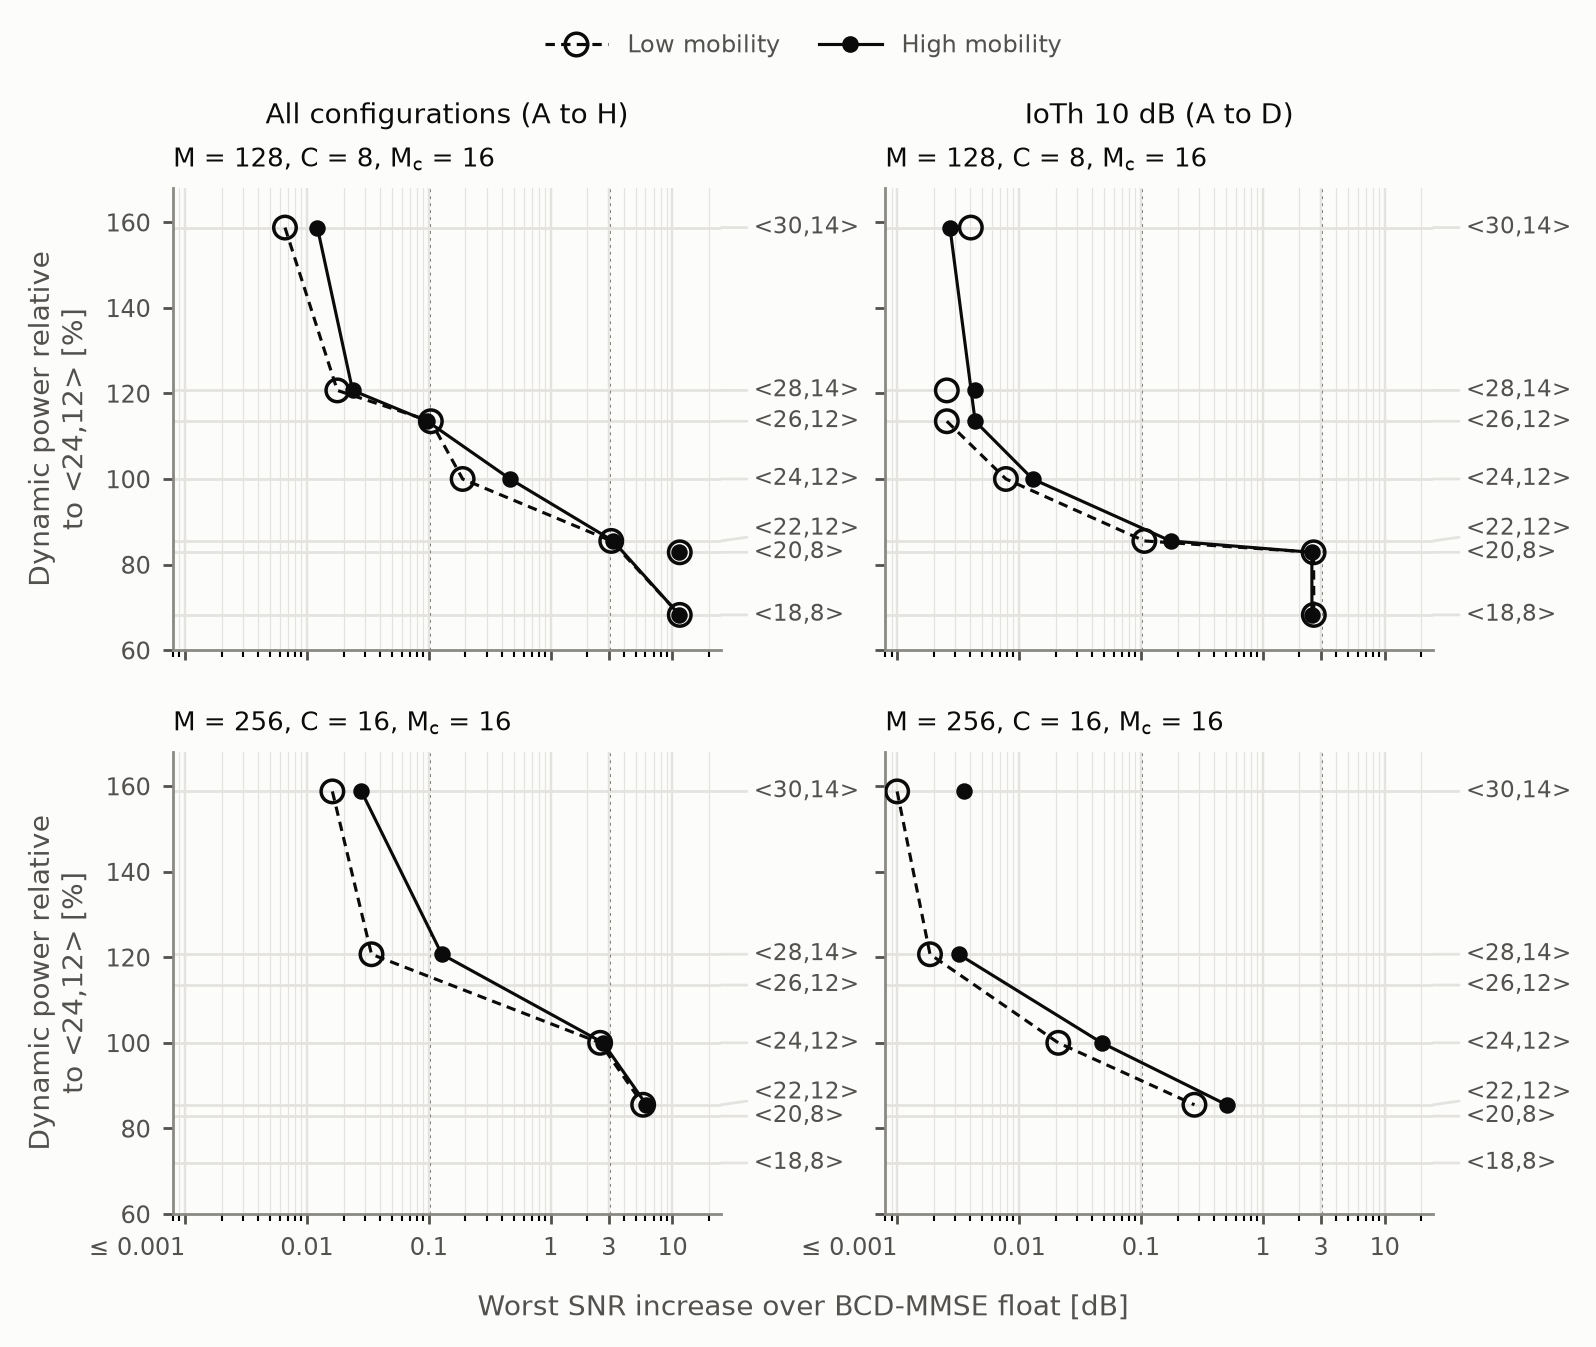 Low mobility
High mobility
All configurations (A to H)
IoTh 10 dB (A to D)
M = 128, C = 8, Mc = 16
M = 128, C = 8, Mc = 16
Dynamic power relative
to <24,12> [%]
160
140
120
100
80
60
<30,14>
<28,14>
<26,12>
<24,12>
<22,12>
<20,8>
<18,8>
<30,14>
<28,14>
<26,12>
<24,12>
<22,12>
<20,8>
<18,8>
M = 256, C = 16, Mc = 16
M = 256, C = 16, Mc = 16
Dynamic power relative
to <24,12> [%]
160
140
120
100
80
60
<30,14>
<28,14>
<26,12>
<24,12>
<22,12>
<20,8>
<18,8>
<30,14>
<28,14>
<26,12>
<24,12>
<22,12>
<20,8>
<18,8>
≤ 0.001 0.01 0.1 1 3 10
≤ 0.001 0.01 0.1 1 3 10
Worst SNR increase over BCD-MMSE float [dB]